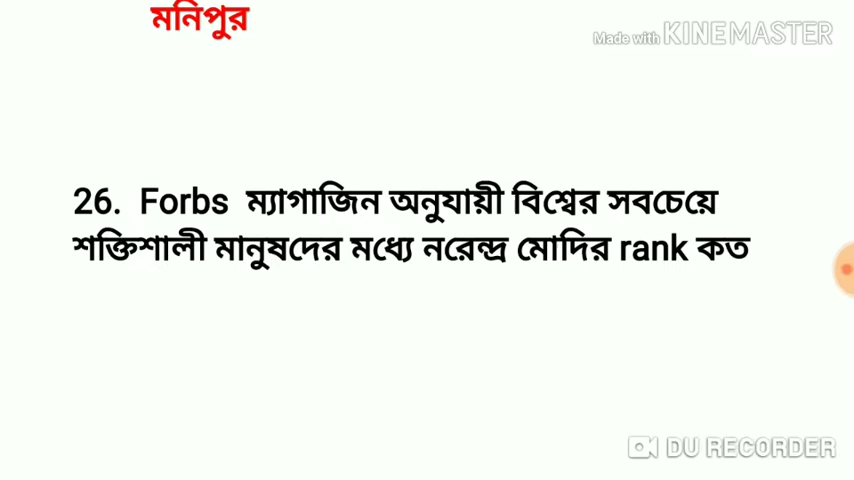 মনিপুর
Made with KINEMASTER
26. Forbs ম্যাগাজিন অনুযায়ী বিশ্বের সবচেয়ে
শক্তিশালী মানুষদের মধ্যে নরেন্দ্র মোদির rank কত
DU RECORDER